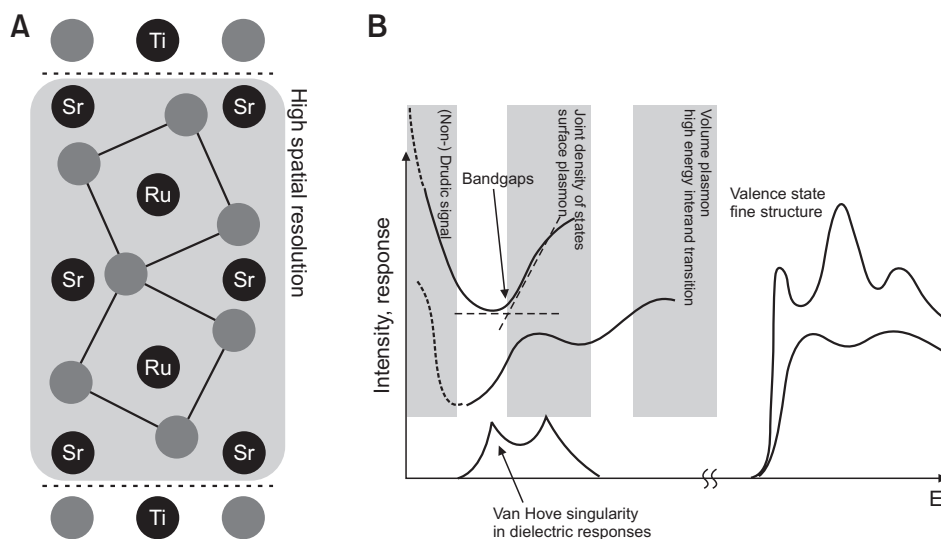 A
Ti
Sr
Sr
Ru
Sr
Sr
Ru
Sr
Sr
Ti
High spatial resolution
B
Intensity, response
(Non-) Drudic signal
Bandgaps
Joint density of states
surface plasmon
Volume plasmon
high energy interand transition
Valence state
fine structure
Van Hove singularity
in dielectric responses
E